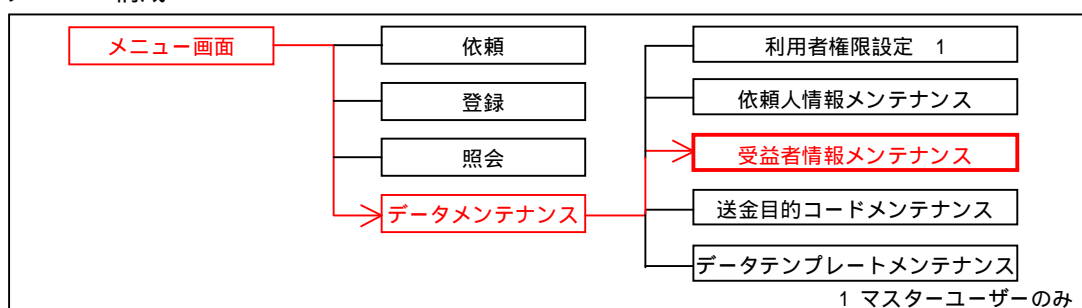 メニュー画面
依頼
登録
照会
データメンテナンス
利用者権限設定 1
依頼人情報メンテナンス
受益者情報メンテナンス
送金目的コードメンテナンス
データテンプレートメンテナンス
1 マスターユーザーのみ